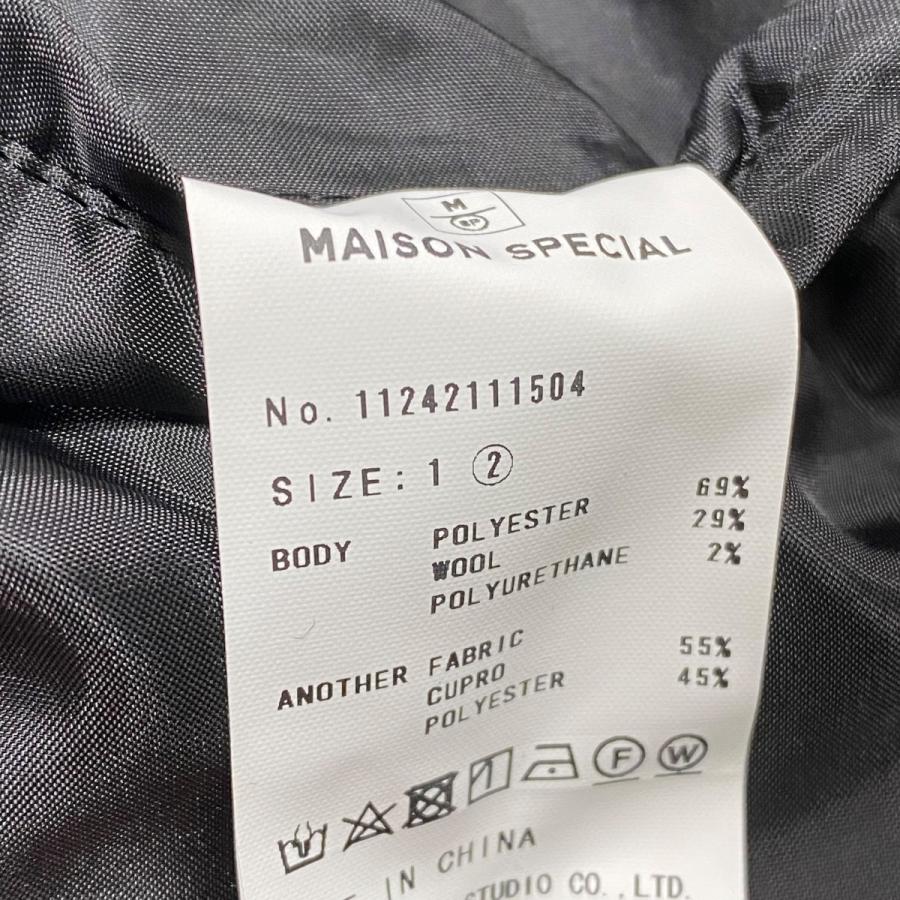 M
SP
MAISON SPECIAL
No. 11242111504
SIZE: 1 2
BODY POLYESTER 69%
WOOL 29%
POLYURETHANE 2%
ANOTHER FABRIC
CUPRO 55%
POLYESTER 45%
F W
IN CHINA
STUDIO CO.,LTD.